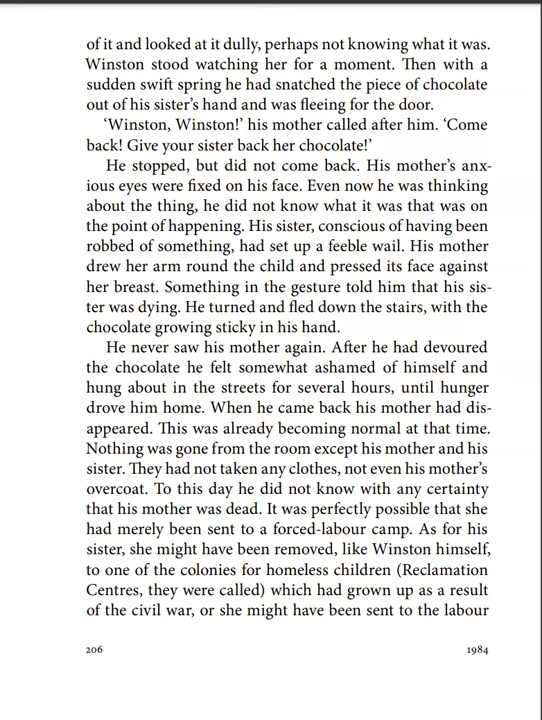 of it and looked at it dully, perhaps not knowing what it was.
Winston stood watching her for a moment. Then with a
sudden swift spring he had snatched the piece of chocolate
out of his sister’s hand and was fleeing for the door.
‘Winston, Winston!’ his mother called after him. ‘Come
back! Give your sister back her chocolate!’
He stopped, but did not come back. His mother’s anx-
ious eyes were fixed on his face. Even now he was thinking
about the thing, he did not know what it was that was on
the point of happening. His sister, conscious of having been
robbed of something, had set up a feeble wail. His mother
drew her arm round the child and pressed its face against
her breast. Something in the gesture told him that his sis-
ter was dying. He turned and fled down the stairs, with the
chocolate growing sticky in his hand.
He never saw his mother again. After he had devoured
the chocolate he felt somewhat ashamed of himself and
hung about in the streets for several hours, until hunger
drove him home. When he came back his mother had dis-
appeared. This was already becoming normal at that time.
Nothing was gone from the room except his mother and his
sister. They had not taken any clothes, not even his mother’s
overcoat. To this day he did not know with any certainty
that his mother was dead. It was perfectly possible that she
had merely been sent to a forced-labour camp. As for his
sister, she might have been removed, like Winston himself,
to one of the colonies for homeless children (Reclamation
Centres, they were called) which had grown up as a result
of the civil war, or she might have been sent to the labour
206 1984